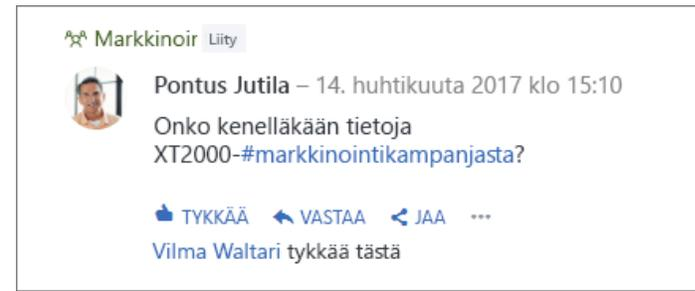 Markkinoir Liity
Pontus Jutila – 14. huhtikuuta 2017 klo 15:10
Onko kenelläkään tietoja
XT2000-#markkinointikampanjasta?
TYKKÄÄ VASTAA JAA •••
Vilma Waltari tykkää tästä